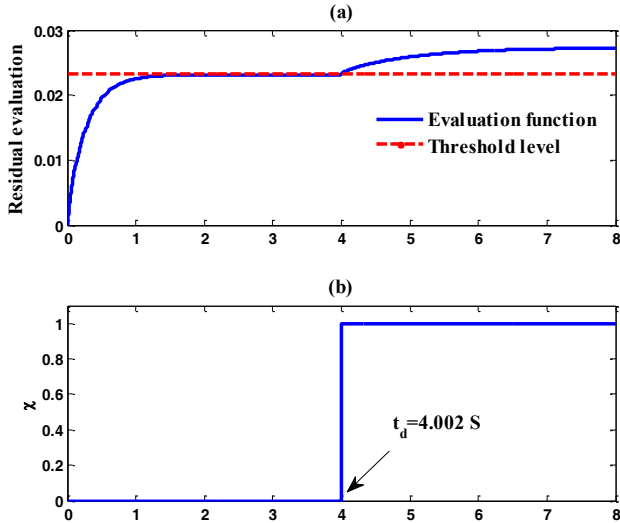 (a)
Residual evaluation
0.03
0.02
0.01
0
Evaluation function
Threshold level
0 1 2 3 4 5 6 7 8
(b)
χ
1
0.8
0.6
0.4
0.2
0
t_d=4.002 S
0 1 2 3 4 5 6 7 8